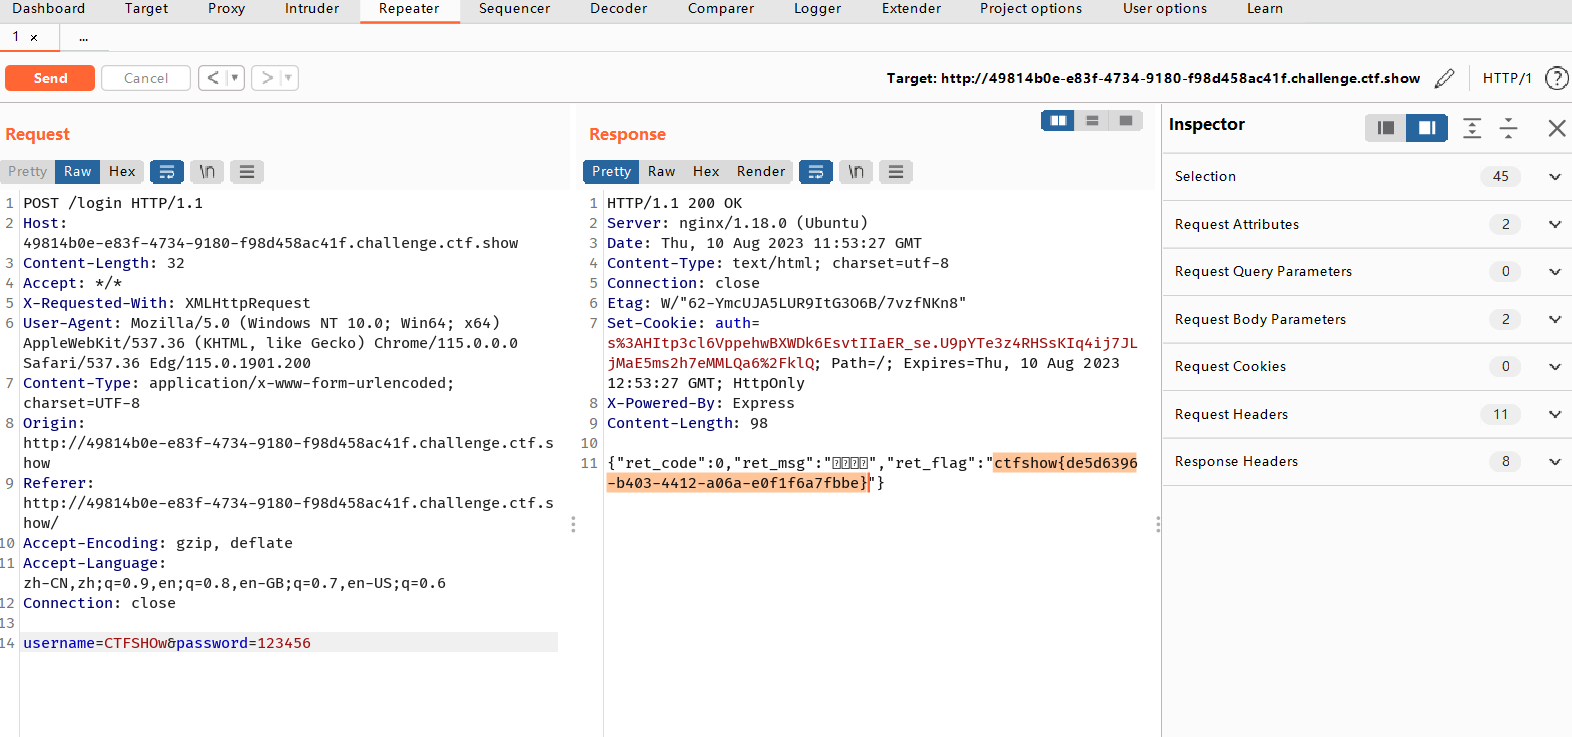 Dashboard Target Proxy Intruder Repeater Sequencer Decoder Comparer Logger Extender Project options User options Learn
1 × ...
Send Cancel < >
Target: http://49814b0e-e83f-4734-9180-f98d458ac41f.challenge.ctf.show HTTP/1 ?
Request
Pretty Raw Hex \n
1 POST /login HTTP/1.1
2 Host:
49814b0e-e83f-4734-9180-f98d458ac41f.challenge.ctf.show
3 Content-Length: 32
4 Accept: */*
5 X-Requested-With: XMLHttpRequest
6 User-Agent: Mozilla/5.0 (Windows NT 10.0; Win64; x64)
AppleWebKit/537.36 (KHTML, like Gecko) Chrome/115.0.0.0
Safari/537.36 Edg/115.0.1901.200
7 Content-Type: application/x-www-form-urlencoded;
charset=UTF-8
8 Origin:
http://49814b0e-e83f-4734-9180-f98d458ac41f.challenge.ctf.s
how
9 Referer:
http://49814b0e-e83f-4734-9180-f98d458ac41f.challenge.ctf.s
how/
10 Accept-Encoding: gzip, deflate
11 Accept-Language:
zh-CN,zh;q=0.9,en;q=0.8,en-GB;q=0.7,en-US;q=0.6
12 Connection: close
13
14 username=CTFSHOw&password=123456
Response
Pretty Raw Hex Render \n
1 HTTP/1.1 200 OK
2 Server: nginx/1.18.0 (Ubuntu)
3 Date: Thu, 10 Aug 2023 11:53:27 GMT
4 Content-Type: text/html; charset=utf-8
5 Connection: close
6 Etag: W/"62-YmcUJA5LUR9ItG3O6B/7vzfNKn8"
7 Set-Cookie: auth=
s%3AHItp3cl6VppehwBXWDk6EsvtIIaER_se.U9pYTe3z4RHSsKIq4ij7JL
jMaE5ms2h7eMMLQa6%2FklQ; Path=/; Expires=Thu, 10 Aug 2023
12:53:27 GMT; HttpOnly
8 X-Powered-By: Express
9 Content-Length: 98
10
11 {"ret_code":0,"ret_msg":"","ret_flag":"ctfshow{de5d6396
-b403-4412-a06a-e0f1f6a7fbbe}"}
Inspector
Selection 45
Request Attributes 2
Request Query Parameters 0
Request Body Parameters 2
Request Cookies 0
Request Headers 11
Response Headers 8